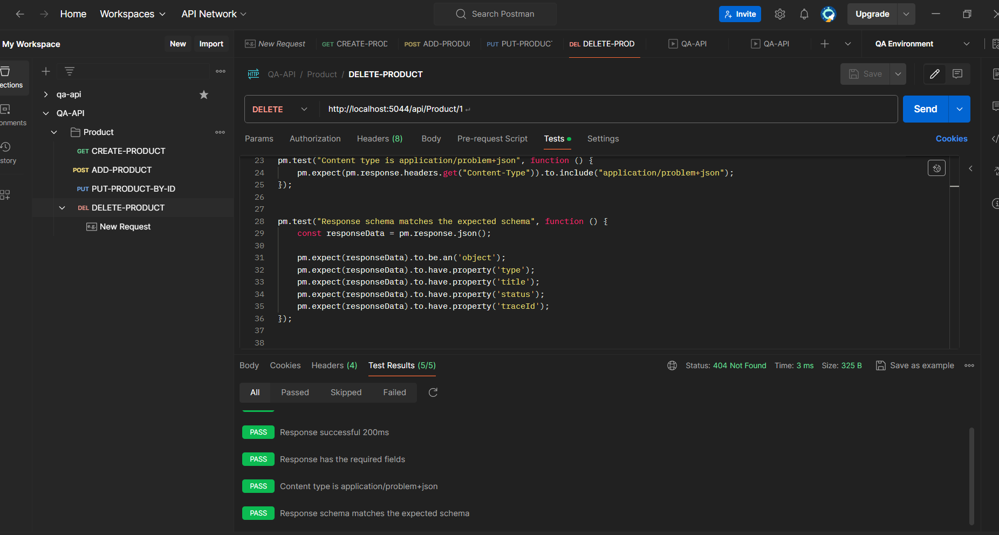 Home Workspaces API Network Search Postman Invite Upgrade
My Workspace New Import
e.g. New Request GET CREATE-PROD POST ADD-PRODU PUT PUT-PRODUC DEL DELETE-PROD QA-API QA-API QA Environment
ections
onments
story
qa-api
QA-API
Product
GET CREATE-PRODUCT
POST ADD-PRODUCT
PUT PUT-PRODUCT-BY-ID
DEL DELETE-PRODUCT
e.g. New Request
HTTP QA-API / Product / DELETE-PRODUCT Save
DELETE http://localhost:5044/api/Product/1 Send
Params Authorization Headers (8) Body Pre-request Script Tests Settings Cookies
23 pm.test("Content type is application/problem+json", function () {
24 pm.expect(pm.response.headers.get("Content-Type")).to.include("application/problem+json");
25 });
26
27
28 pm.test("Response schema matches the expected schema", function () {
29 const responseData = pm.response.json();
30
31 pm.expect(responseData).to.be.an('object');
32 pm.expect(responseData).to.have.property('type');
33 pm.expect(responseData).to.have.property('title');
34 pm.expect(responseData).to.have.property('status');
35 pm.expect(responseData).to.have.property('traceId');
36 });
37
38
Body Cookies Headers (4) Test Results (5/5) Status: 404 Not Found Time: 3 ms Size: 325 B Save as example
All Passed Skipped Failed
PASS Response successful 200ms
PASS Response has the required fields
PASS Content type is application/problem+json
PASS Response schema matches the expected schema